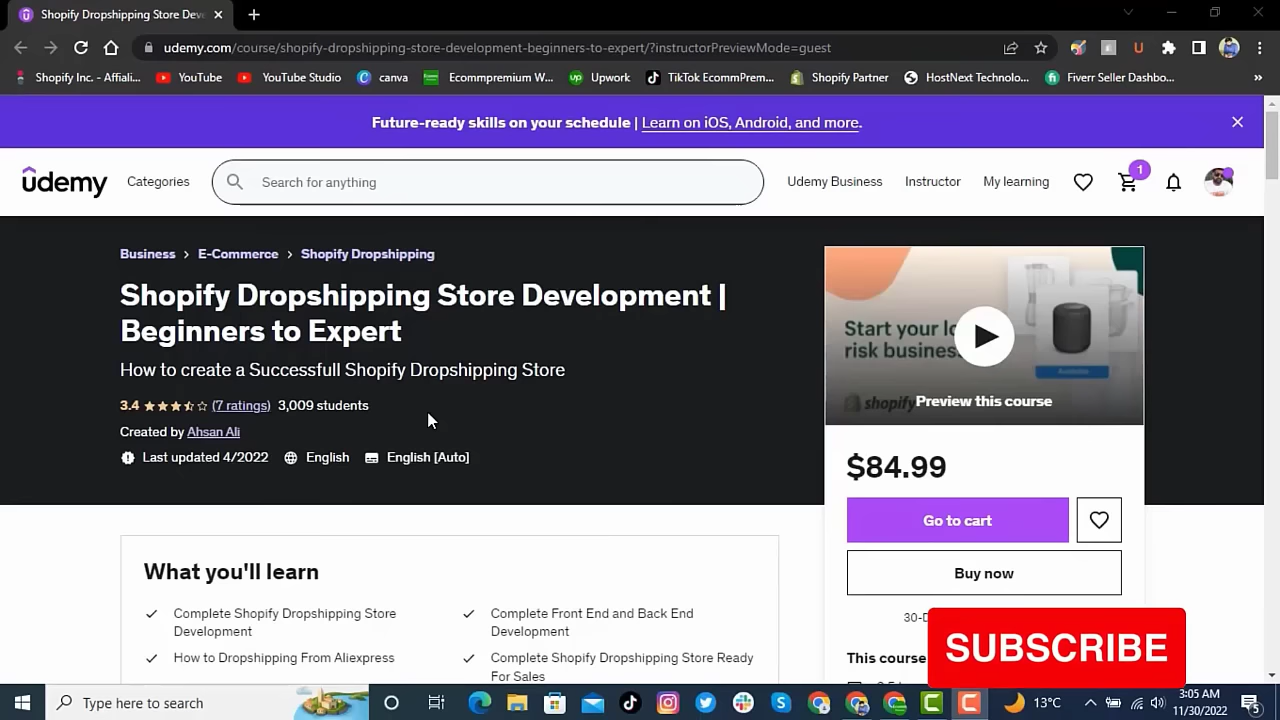 Shopify Dropshipping Store Deve
udemy.com/course/shopify-dropshipping-store-development-beginners-to-expert/?instructorPreviewMode=guest
Shopify Inc. - Affiali... YouTube YouTube Studio canva Ecommpremium W... Upwork TikTok EcommPrem... Shopify Partner HostNext Technolo... Fiverr Seller Dashbo... »
Future-ready skills on your schedule | Learn on iOS, Android, and more.
udemy Categories Search for anything Udemy Business Instructor My learning 1
Business > E-Commerce > Shopify Dropshipping
Shopify Dropshipping Store Development |
Beginners to Expert
How to create a Successfull Shopify Dropshipping Store
3.4 (7 ratings) 3,009 students
Created by Ahsan Ali
Last updated 4/2022 English English [Auto]
Start your lo
risk business
Available
shopify
Preview this course
$84.99
Go to cart
Buy now
30-D
This course
SUBSCRIBE
What you'll learn
Complete Shopify Dropshipping Store
Development
How to Dropshipping From Aliexpress
Complete Front End and Back End
Development
Complete Shopify Dropshipping Store Ready
For Sales
Type here to search
13°C
3:05 AM
11/30/2022
5